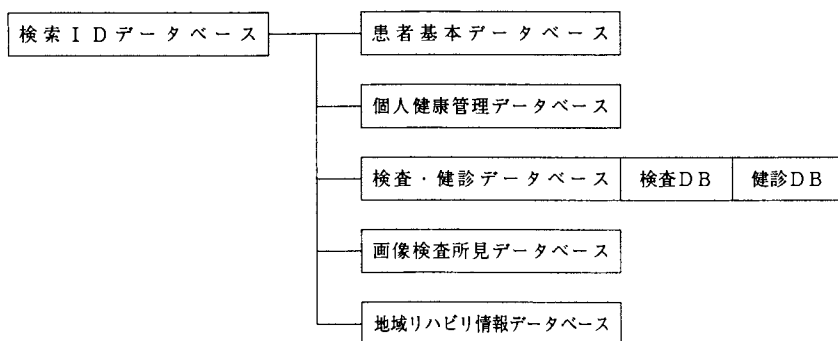 検索IDデータベース
患者基本データベース
個人健康管理データベース
検査・健診データベース 検査DB 健診DB
画像検査所見データベース
地域リハビリ情報データベース